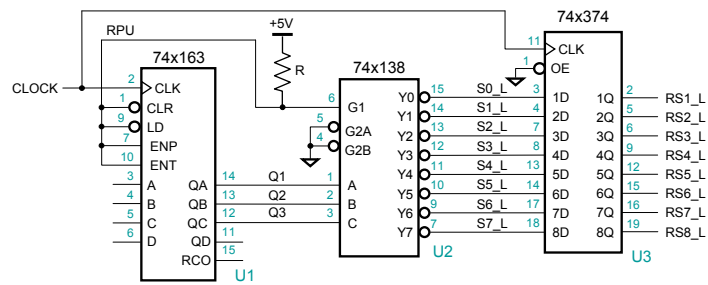 +5V
RPU
R
CLOCK
74x163
2
CLK
1
CLR
9
LD
7
ENP
10
ENT
3
A
4
B
5
C
6
D
QA
14
QB
13
QC
12
QD
11
RCO
15
U1
Q1
Q2
Q3
74x138
6
G1
5
G2A
4
G2B
1
A
2
B
3
C
Y0
15
S0_L
Y1
14
S1_L
Y2
13
S2_L
Y3
12
S3_L
Y4
11
S4_L
Y5
10
S5_L
Y6
9
S6_L
Y7
7
S7_L
U2
74x374
11
CLK
1
OE
3
1D
1Q
2
RS1_L
4
2D
2Q
5
RS2_L
7
3D
3Q
6
RS3_L
8
4D
4Q
9
RS4_L
13
5D
5Q
12
RS5_L
14
6D
6Q
15
RS6_L
17
7D
7Q
16
RS7_L
18
8D
8Q
19
RS8_L
U3